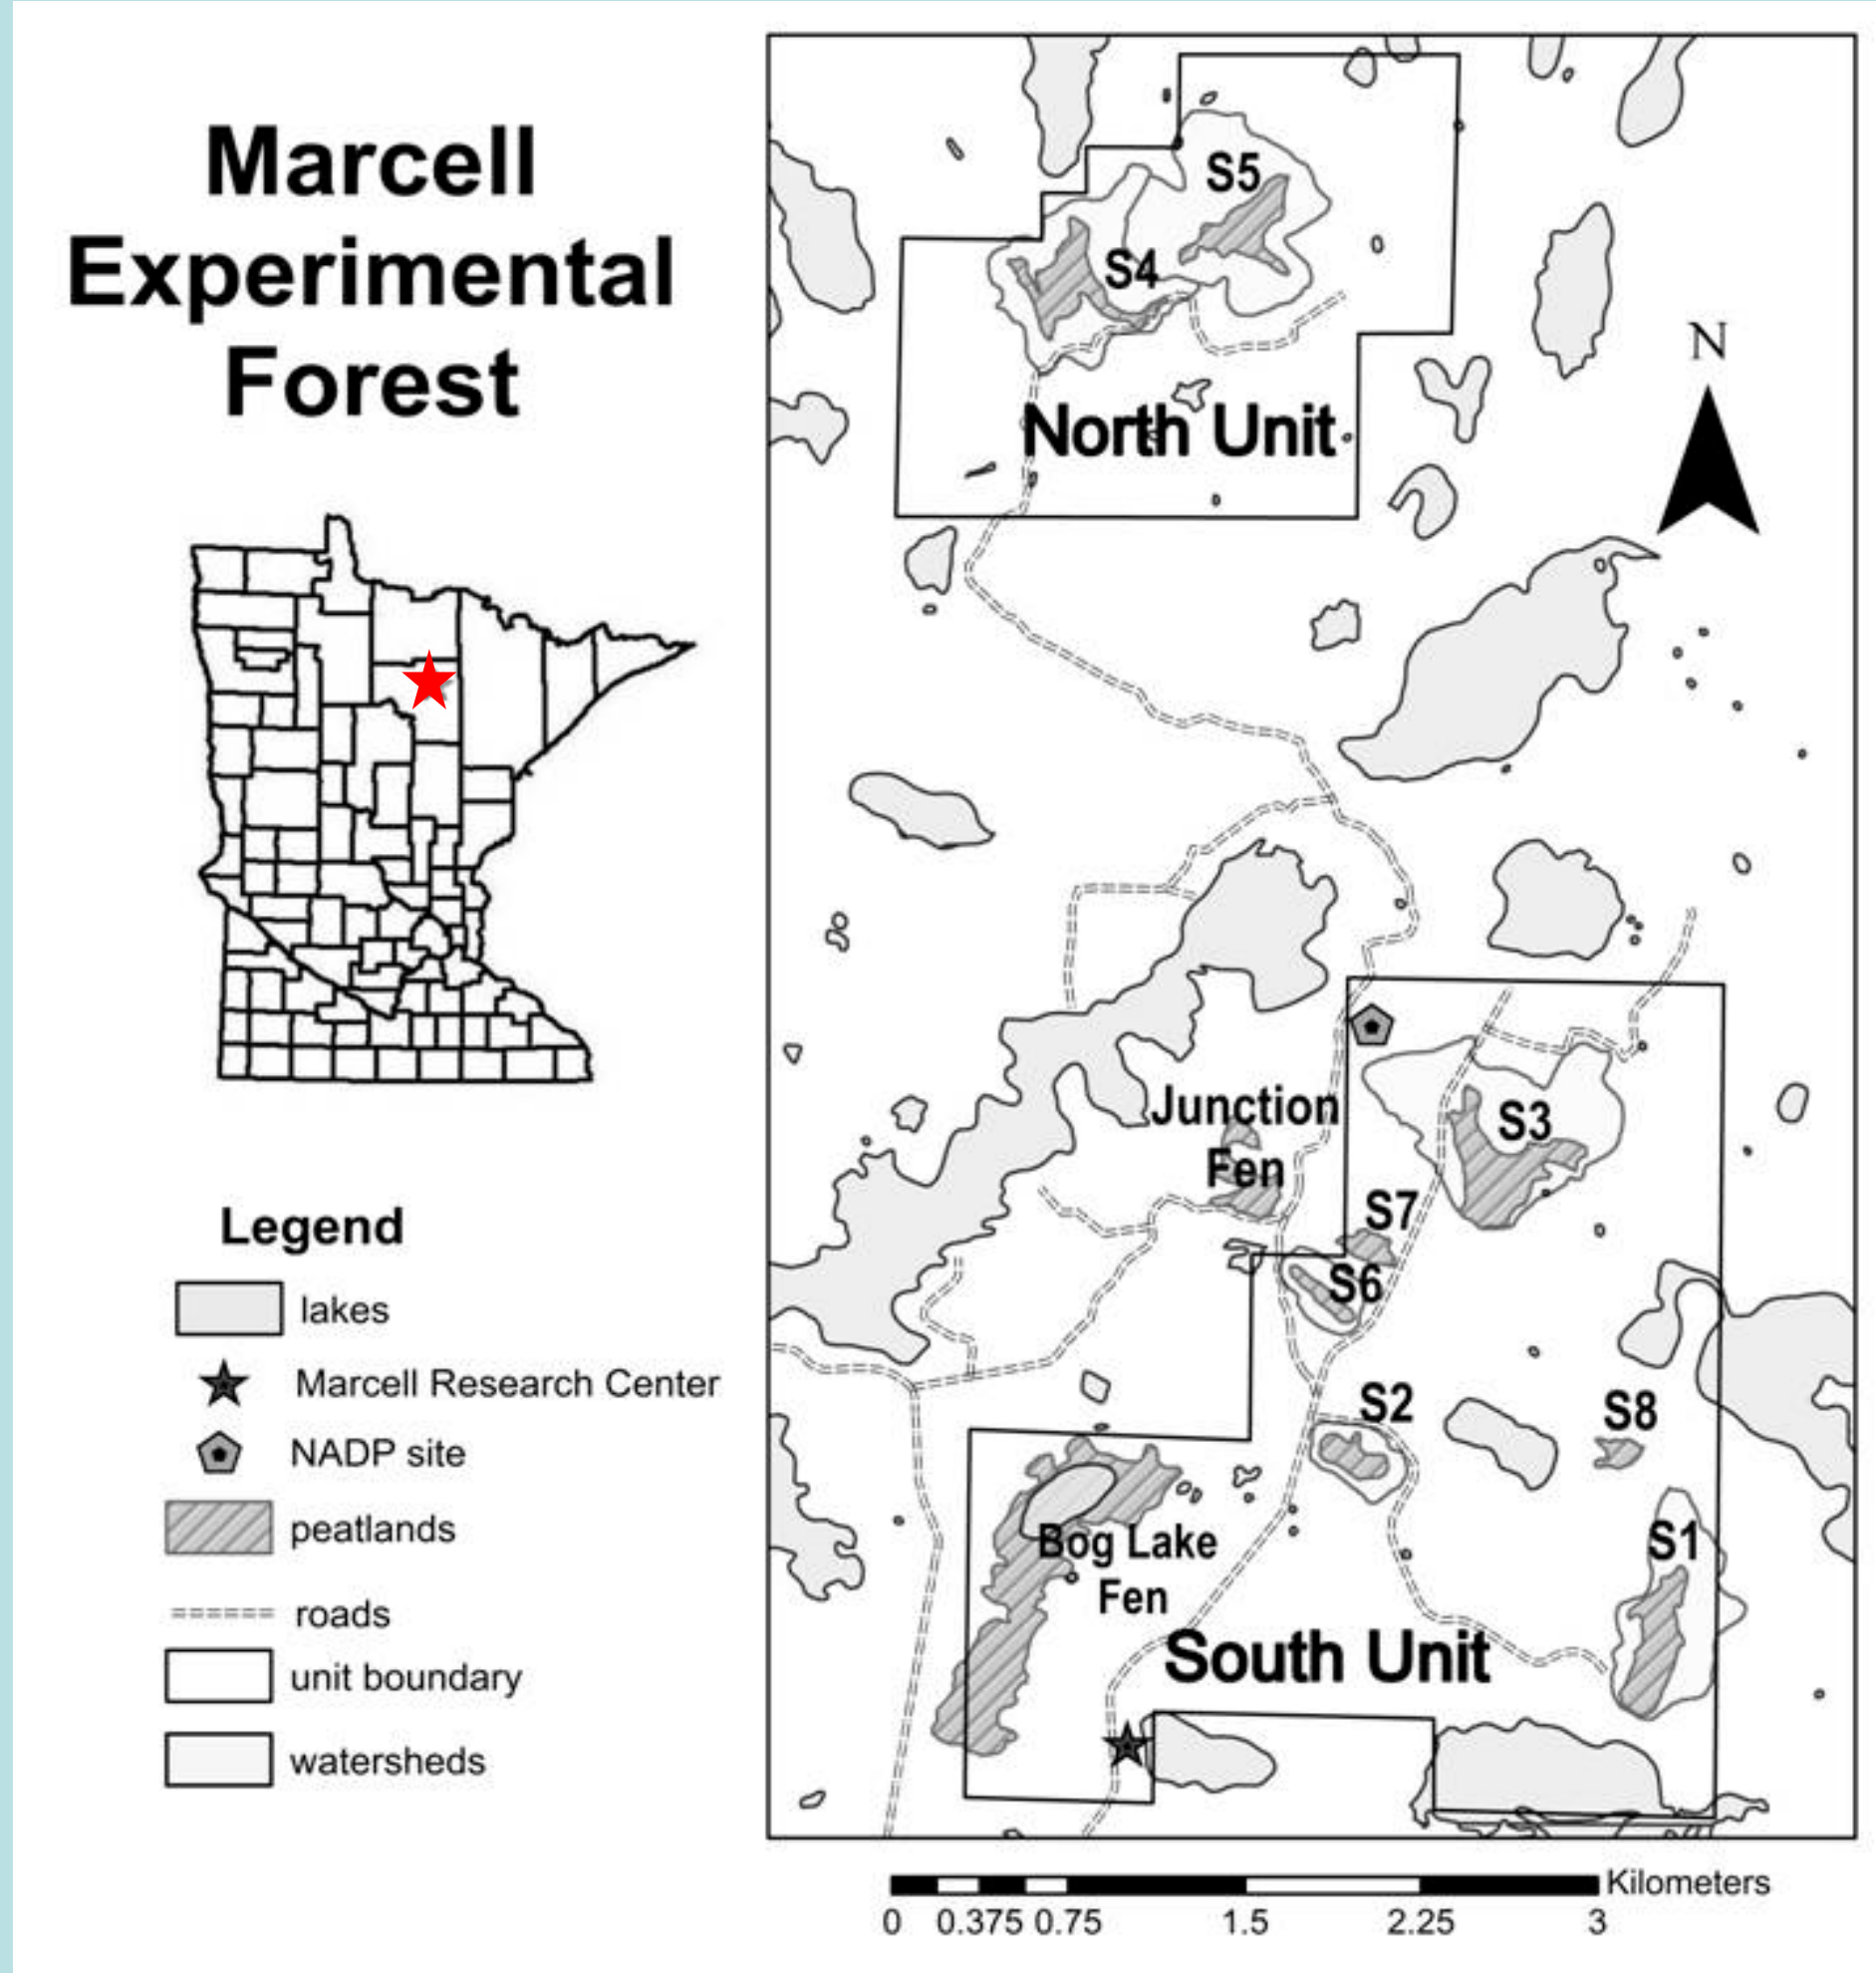 Marcell
Experimental
Forest
Legend
lakes
Marcell Research Center
NADP site
peatlands
roads
unit boundary
watersheds
S5
S4
N
North Unit
Junction
Fen
S3
S7
S6
S2
S8
S1
Bog Lake
Fen
South Unit
Kilometers
0 0.375 0.75 1.5 2.25 3